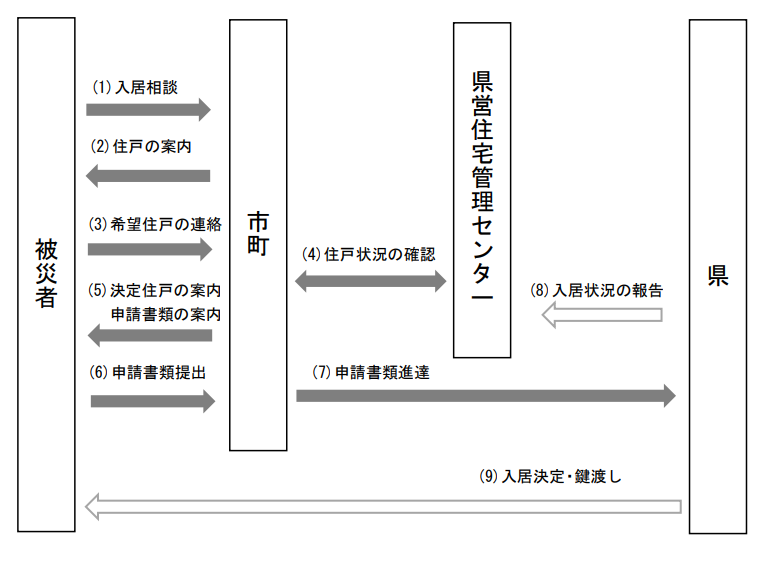 被災者
(1)入居相談
(2)住戸の案内
(3)希望住戸の連絡
(5)決定住戸の案内
申請書類の案内
(6)申請書類提出
市町
(4)住戸状況の確認
県営住宅管理センター
(8)入居状況の報告
(7)申請書類進達
(9)入居決定・鍵渡し
県